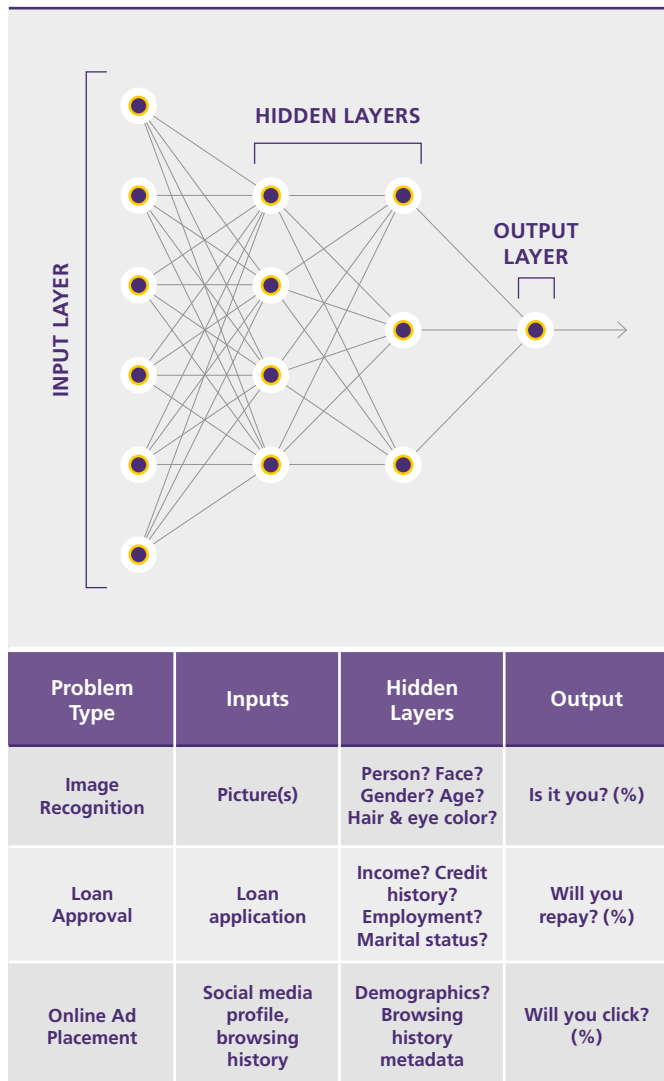 HIDDEN LAYERS
OUTPUT
LAYER
INPUT LAYER
Problem
Type
Inputs
Hidden
Layers
Output
Image
Recognition
Picture(s)
Person? Face?
Gender? Age?
Hair & eye color?
Is it you? (%)
Loan
Approval
Loan
application
Income? Credit
history?
Employment?
Marital status?
Will you
repay? (%)
Online Ad
Placement
Social media
profile,
browsing
history
Demographics?
Browsing
history
metadata
Will you click?
(%)